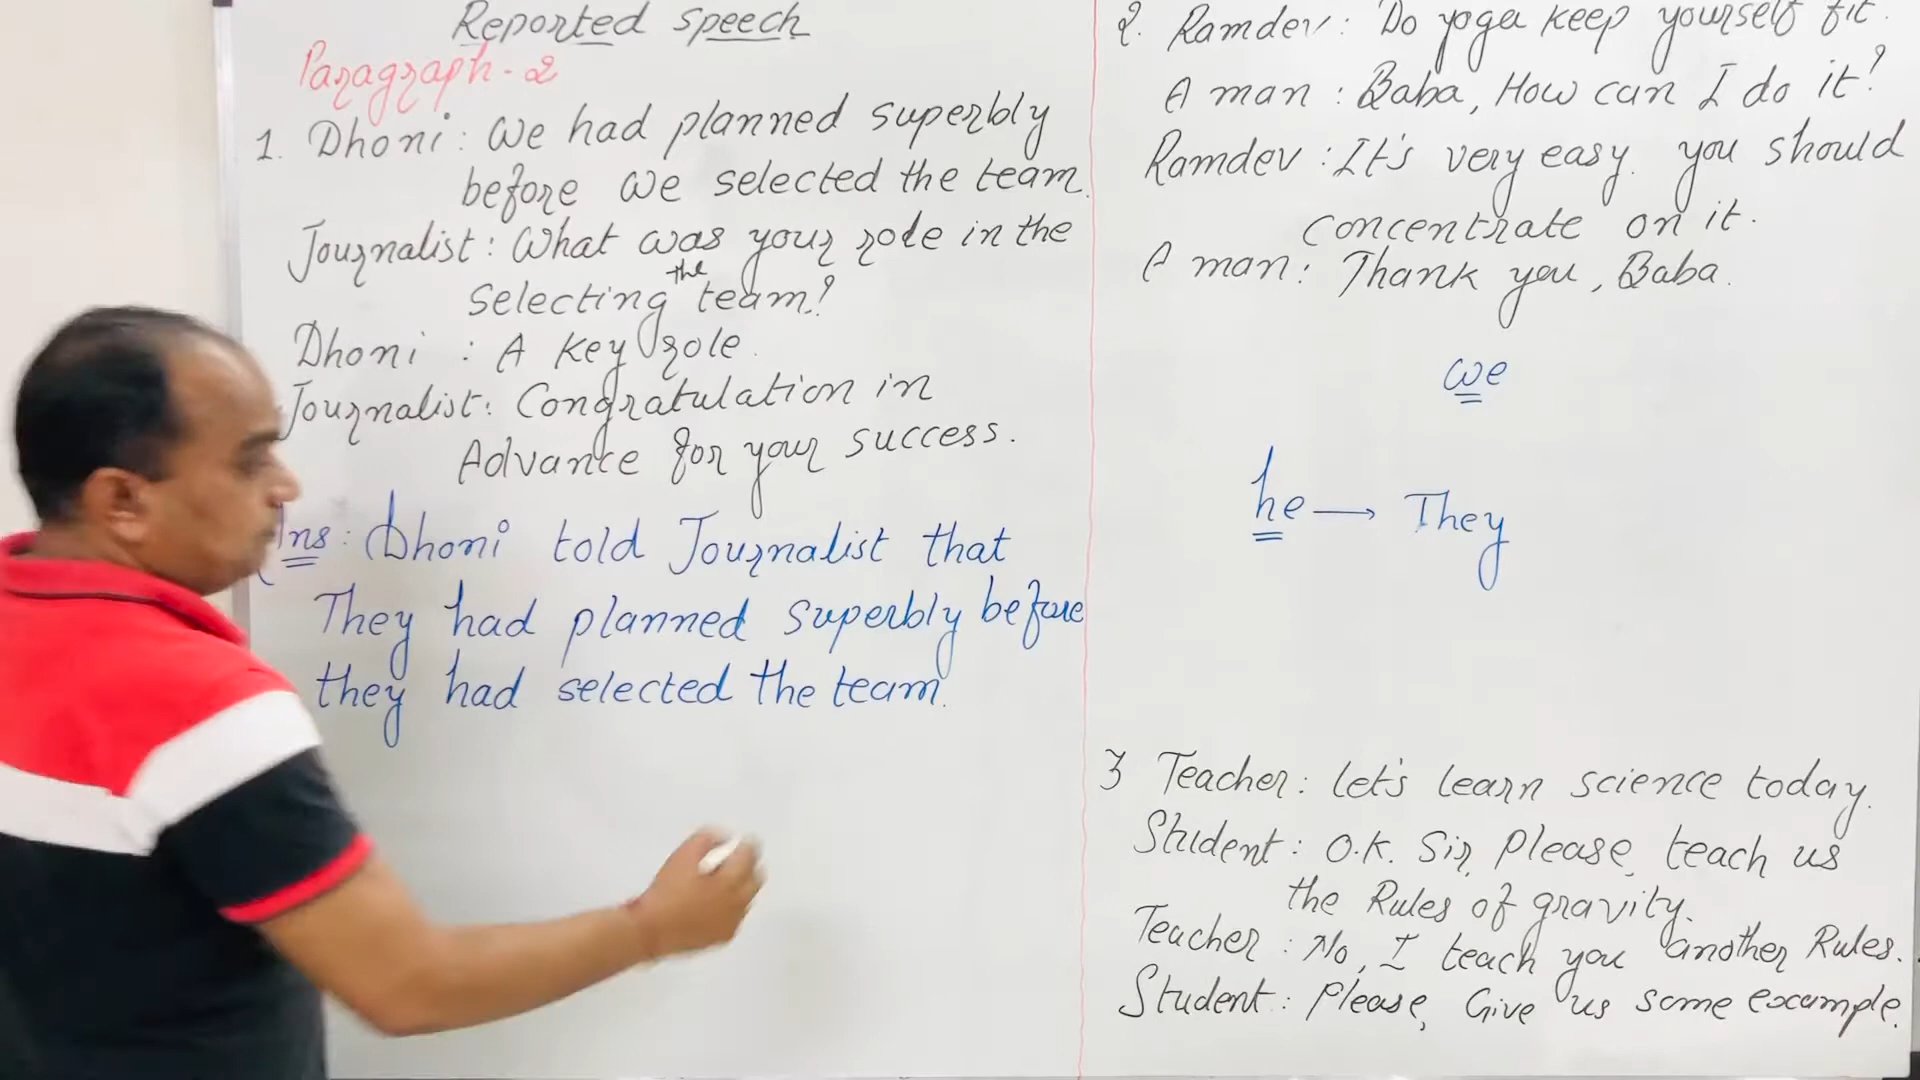 Reported speech
Paragraph-2
1. Dhoni: We had planned superbly
before we selected the team.
Journalist: What was your role in the
the
selecting team?
Dhoni : A key role.
Journalist: Congratulation in
Advance for your success.
Ans: Dhoni told Journalist that
They had planned superbly before
they had selected the team.
2. Ramdev: Do yoga keep yourself fit.
A man: Baba, How can I do it?
Ramdev: It's very easy. you should
concentrate on it.
A man: Thank you, Baba.
we
he → They
3 Teacher: let's learn science today.
Student: O.K. Sir, Please, teach us
the Rules of gravity.
Teacher: No, I teach you another Rules.
Student: Please, Give us some example.